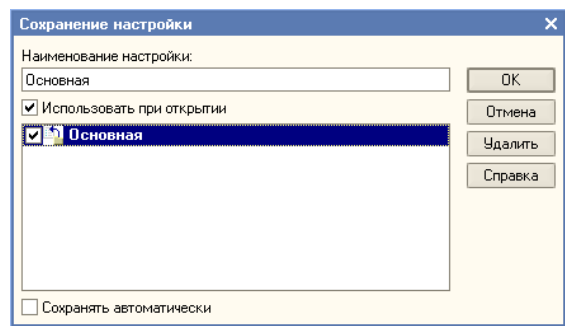 Сохранение настройки
Наименование настройки:
Основная
OK
Использовать при открытии
Отмена
Основная
Удалить
Справка
Сохранять автоматически